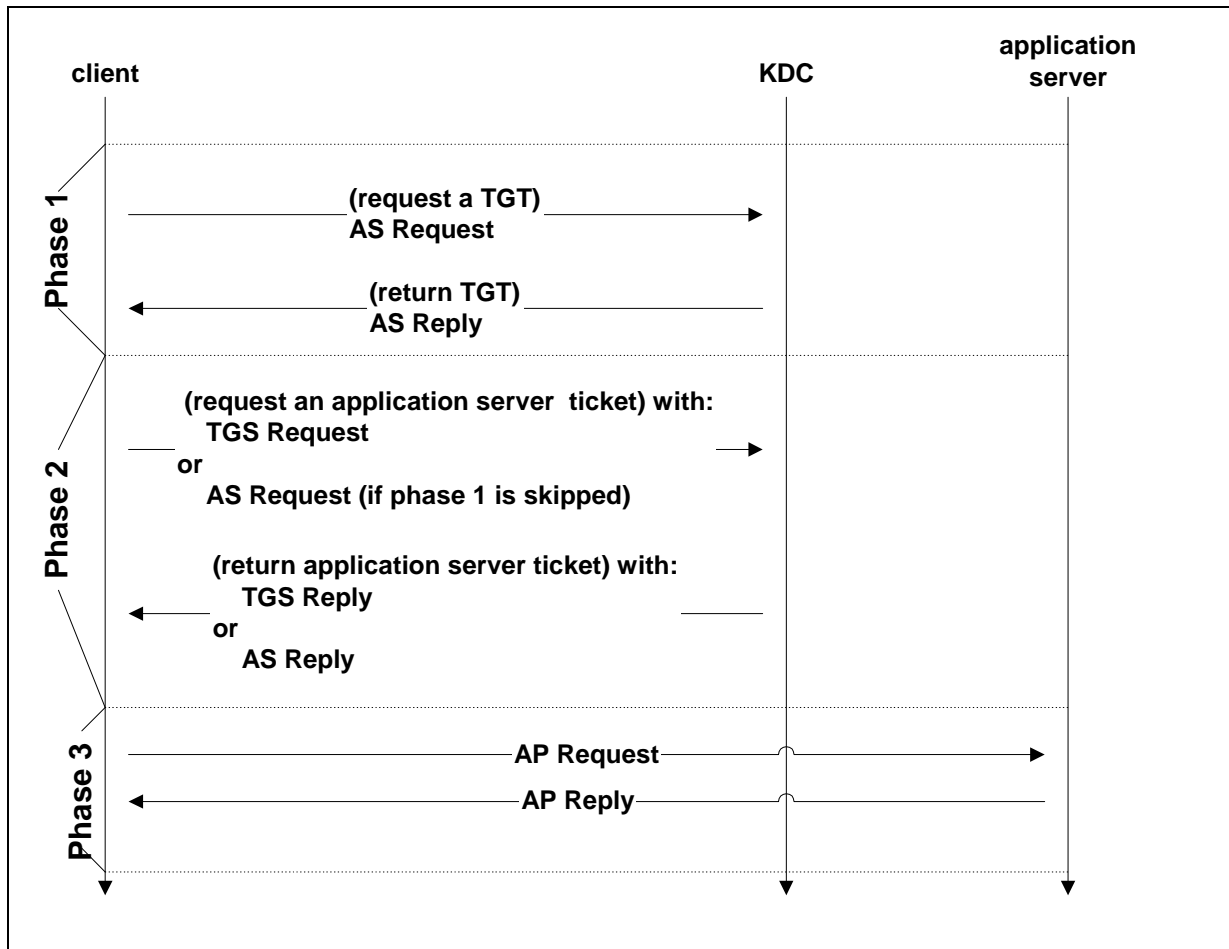 client
KDC
application
server
Phase 1
(request a TGT)
AS Request
(return TGT)
AS Reply
Phase 2
(request an application server ticket) with:
TGS Request
or
AS Request (if phase 1 is skipped)
(return application server ticket) with:
TGS Reply
or
AS Reply
Phase 3
AP Request
AP Reply